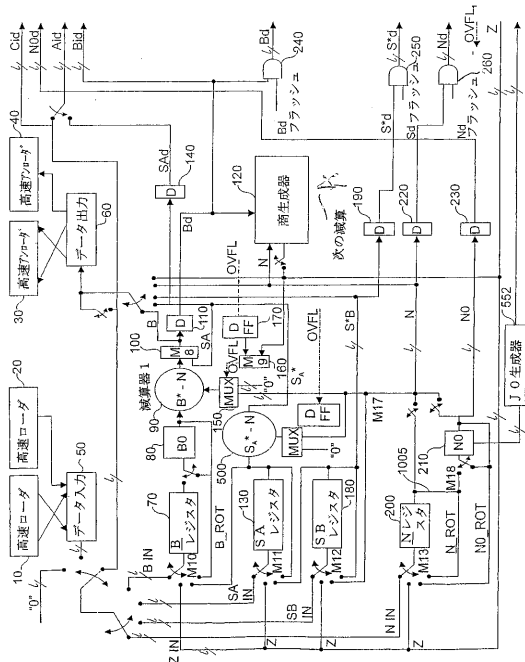 Cid
N0d
Aid
Bid
Bd
240
S*d
250
Nd
OVFL
Z
260
40
高速アンローダ
高速アンローダ
30
データ出力
60
Bd
フラッシュ
Sd
フラッシュ
Nd
フラッシュ
S*d
SAd
140
D
Bd
120
商生成器
N
次の減算
190
D
220
D
230
D
20
高速ローダ
高速ローダ
10
データ入力
50
"0"
減算器 1
100
M
8
D
110
B
SA
OVFL
D
FF
170
OVFL
M
9
160
SA*
OVFL
S*B
N
N0
552
J0 生成器
90
B* - N
MUX
150
"0"
80
B0
500
SA* - N
MUX
"0"
D
FF
M17
70
B
レジスタ
M10
B_ROT
130
S A
レジスタ
M11
180
S B
レジスタ
M12
200
N レジ
スタ
M13
1005
210
N0
M18
N_ROT
N0_ROT
B IN
SA
IN
SB
IN
N IN
Z IN
Z
Z
Z